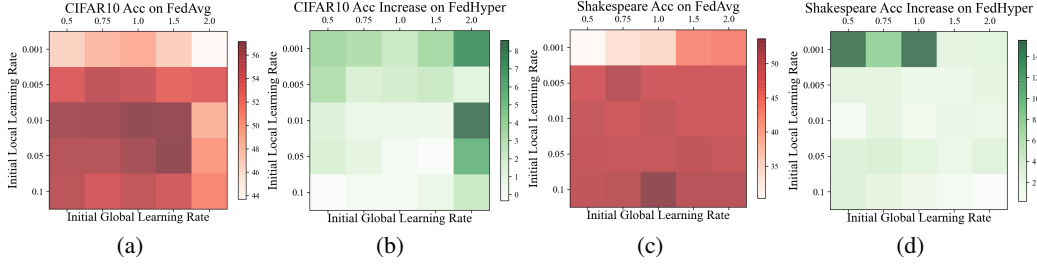 CIFAR10 Acc on FedAvg
0.5 0.75 1.0 1.5 2.0
Initial Local Learning Rate
0.001
0.005
0.01
0.05
0.1
56
54
52
50
48
46
44
Initial Global Learning Rate
(a)
CIFAR10 Acc Increase on FedHyper
0.5 0.75 1.0 1.5 2.0
Initial Local Learning Rate
0.001
0.005
0.01
0.05
0.1
8
7
6
5
4
3
2
1
0
Initial Global Learning Rate
(b)
Shakespeare Acc on FedAvg
0.5 0.75 1.0 1.5 2.0
Initial Local Learning Rate
0.001
0.005
0.01
0.05
0.1
50
45
40
35
Initial Global Learning Rate
(c)
Shakespeare Acc Increase on FedHyper
0.5 0.75 1.0 1.5 2.0
Initial Local Learning Rate
0.001
0.005
0.01
0.05
0.1
14
12
10
8
6
4
2
Initial Global Learning Rate
(d)